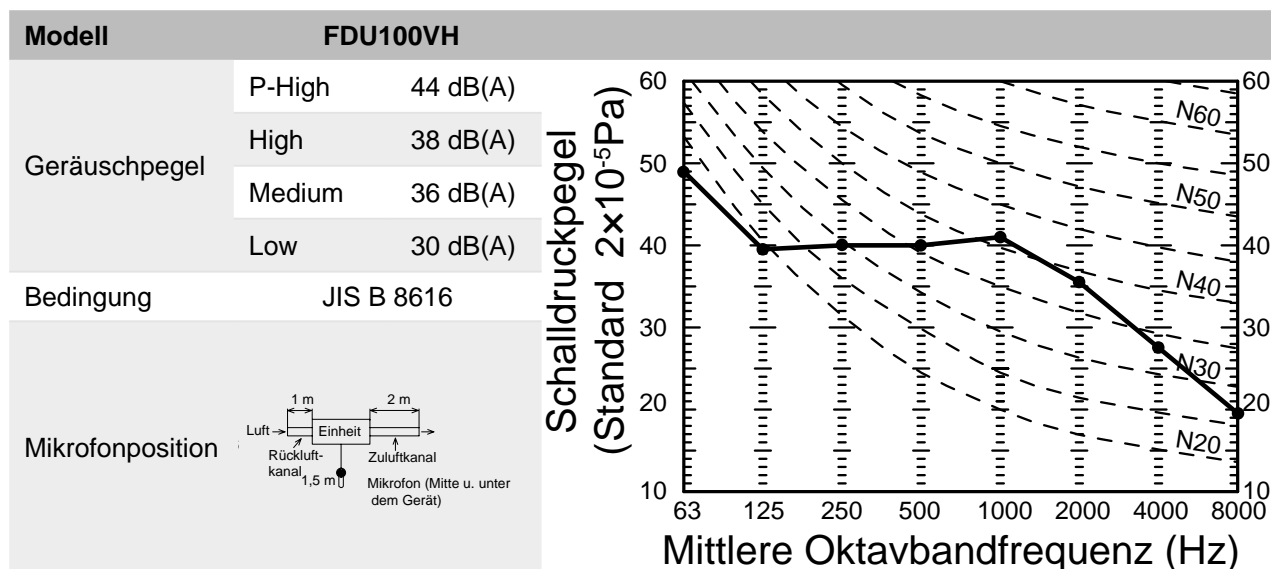 Modell FDU100VH
Geräuschpegel
P-High 44 dB(A)
High 38 dB(A)
Medium 36 dB(A)
Low 30 dB(A)
Bedingung JIS B 8616
Mikrofonposition
1 m 2 m
Luft Einheit
Rückluft-
kanal
Zuluftkanal
1,5 m
Mikrofon (Mitte u. unter
dem Gerät)
Schalldruckpegel
(Standard 2×10-5Pa)
60 60
50 50
40 40
30 30
20 20
10 10
N60
N50
N40
N30
N20
63 125 250 500 1000 2000 4000 8000
Mittlere Oktavbandfrequenz (Hz)